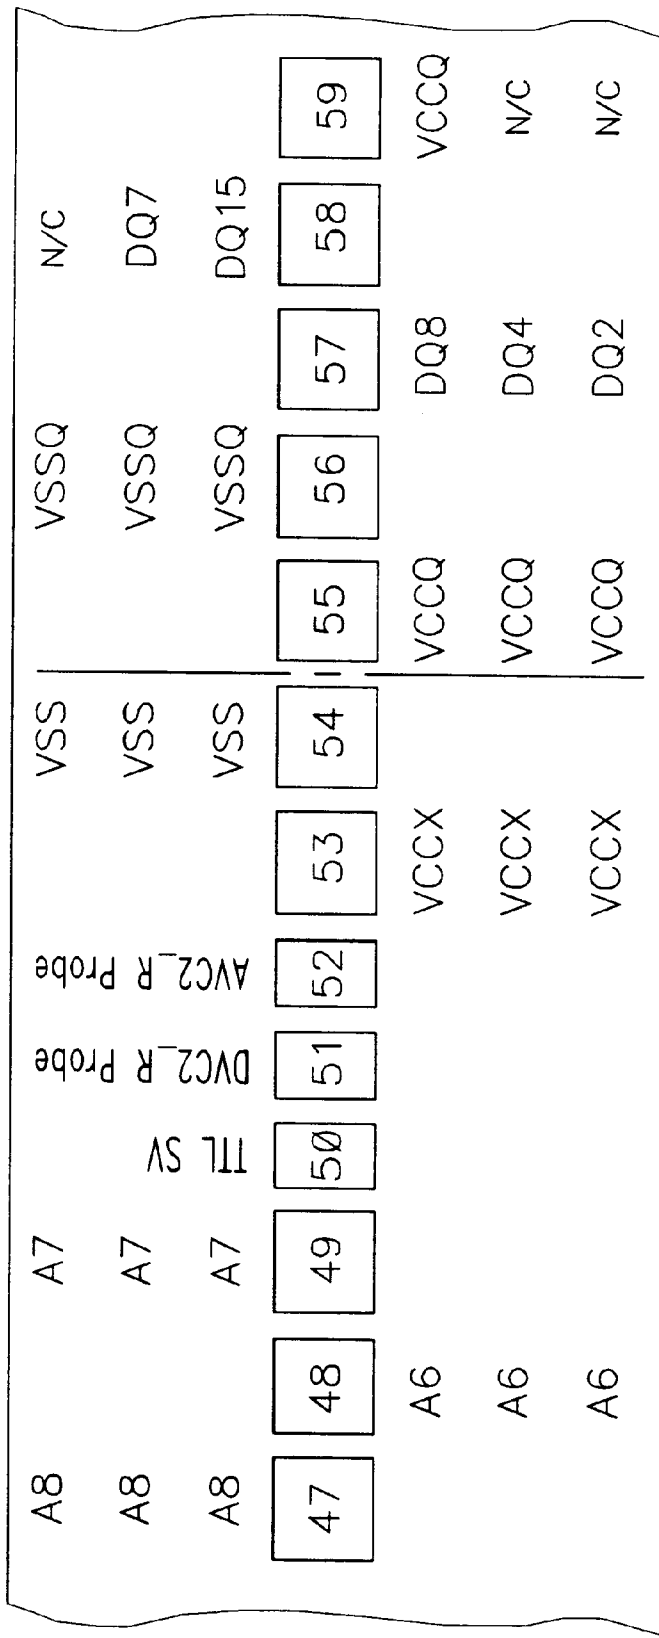 A8 A7 VSS VSSQ N/C
A8 A7 VSS VSSQ DQ7
A8 A7 VSS VSSQ DQ15
TTL SV
DVC2_R Probe
AVC2_R Probe
47 48 49 50 51 52 53 54 55 56 57 58 59
A6 VCCX VCCQ DQ8 VCCQ
A6 VCCX VCCQ DQ4 N/C
A6 VCCX VCCQ DQ2 N/C